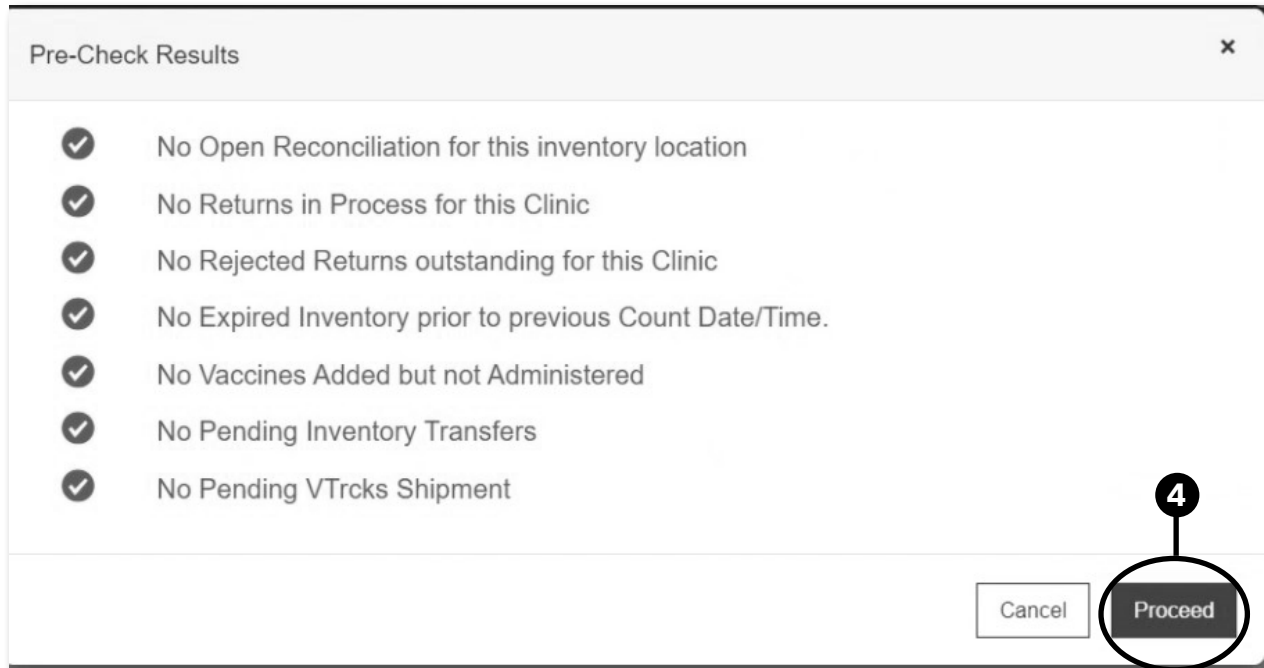 Pre-Check Results ×
No Open Reconciliation for this inventory location
No Returns in Process for this Clinic
No Rejected Returns outstanding for this Clinic
No Expired Inventory prior to previous Count Date/Time.
No Vaccines Added but not Administered
No Pending Inventory Transfers
No Pending VTrcks Shipment
4
Cancel Proceed